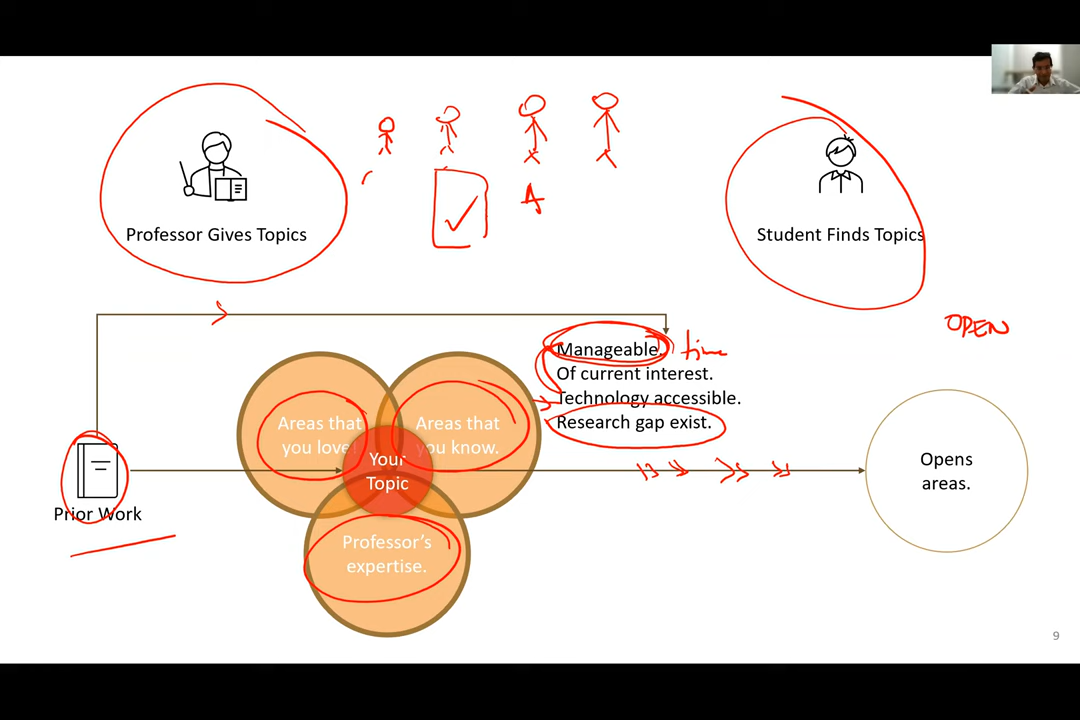 Professor Gives Topics
A
Student Finds Topics
OPEN
Manageable. time
Of current interest.
Technology accessible.
Research gap exist.
Areas that
you love.
Areas that
you know.
Your
Topic
Opens
areas.
Prior Work
Professor's
expertise.
9